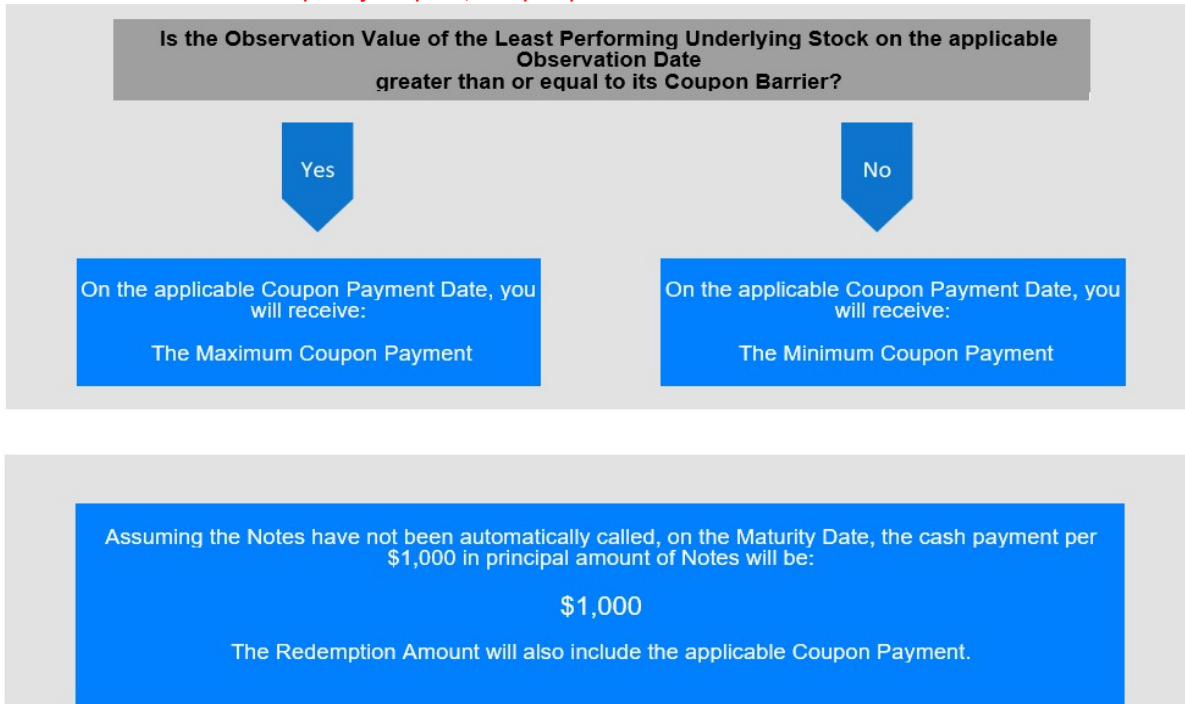 Is the Observation Value of the Least Performing Underlying Stock on the applicable
Observation Date
greater than or equal to its Coupon Barrier?
Yes
No
On the applicable Coupon Payment Date, you
will receive:
The Maximum Coupon Payment
On the applicable Coupon Payment Date, you
will receive:
The Minimum Coupon Payment
Assuming the Notes have not been automatically called, on the Maturity Date, the cash payment per
$1,000 in principal amount of Notes will be:
$1,000
The Redemption Amount will also include the applicable Coupon Payment.